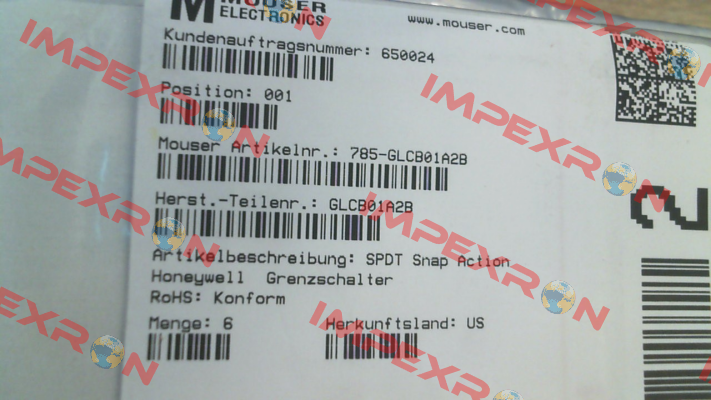 MOUSER
ELECTRONICS
www.mouser.com
Kundenauftragsnummer: 650024
Position: 001
Mouser Artikelnr.: 785-GLCB01A2B
Herst.-Teilenr.: GLCB01A2B
Artikelbeschreibung: SPDT Snap Action
Honeywell Grenzschalter
RoHS: Konform
Menge: 6
Herkunftsland: US
2
IMPEXRON
IMPEXRON
IMPEXRON
IMPEXRON
IMPEXRON
IMPEXRON